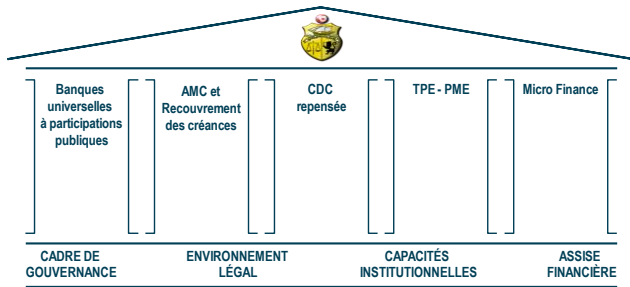 Banques
universelles
à participations
publiques
AMC et
Recouvrement
des créances
CDC
repensée
TPE - PME
Micro Finance
CADRE DE
GOUVERNANCE
ENVIRONNEMENT
LÉGAL
CAPACITÉS
INSTITUTIONNELLES
ASSISE
FINANCIÈRE